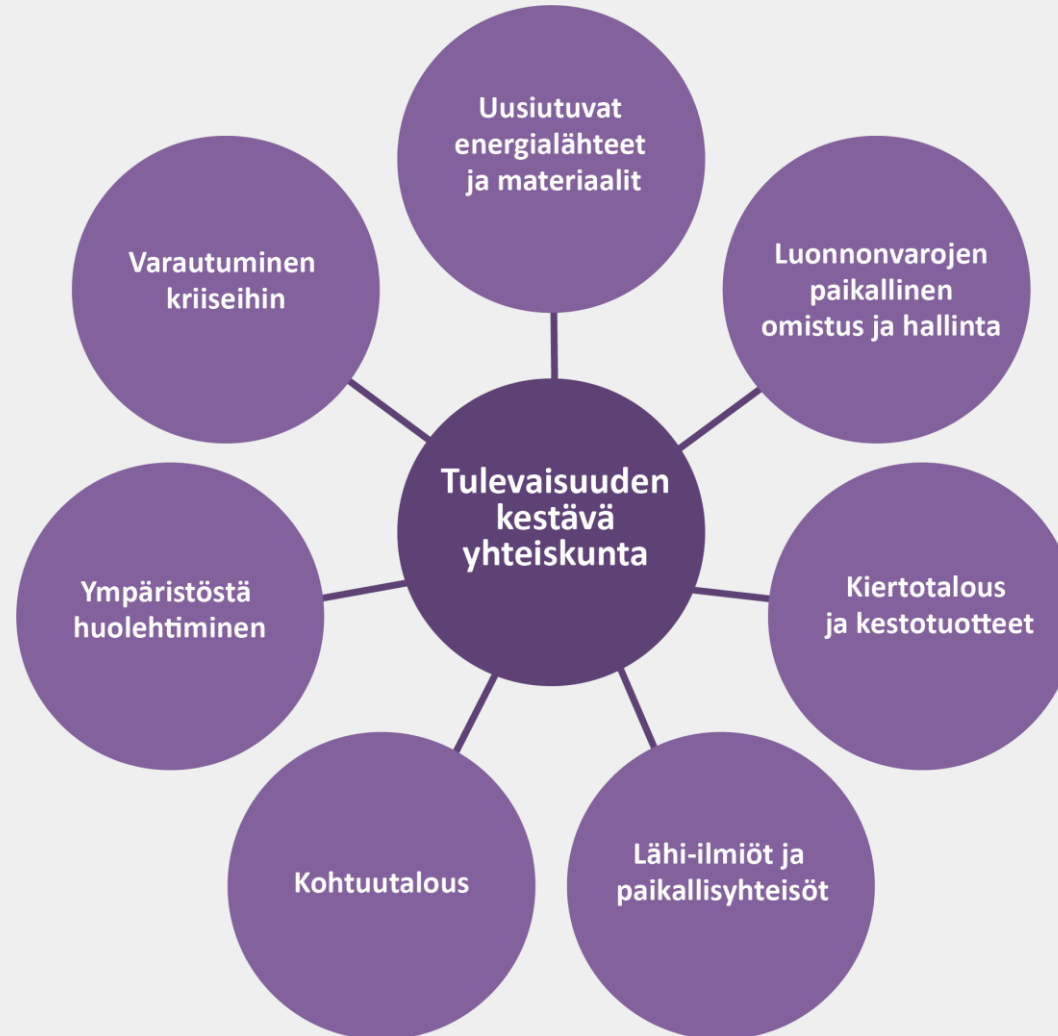 Uusiutuvat
energialähteet
ja materiaalit
Luonnonvarojen
paikallinen
omistus ja hallinta
Kiertotalous
ja kestotuotteet
Lähi-ilmiöt ja
paikallisyhteisöt
Kohtuutalous
Ympäristöstä
huolehtiminen
Varautuminen
kriiseihin
Tulevaisuuden
kestävä
yhteiskunta